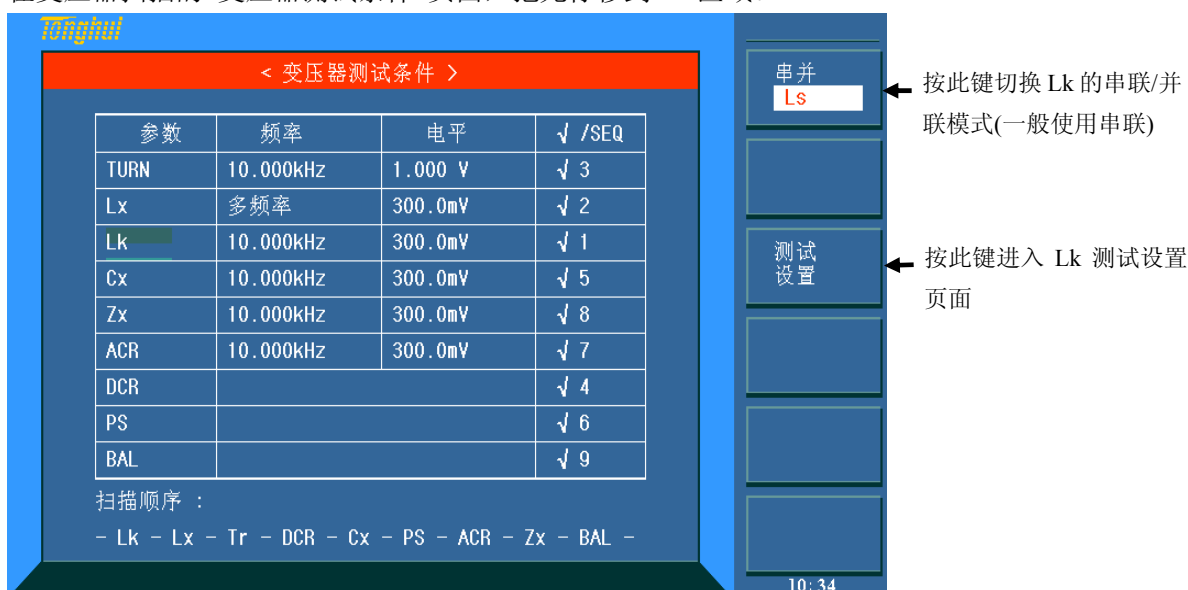 Tonghui
< 变压器测试条件 >
参数 频率 电平 √ /SEQ
TURN 10.000kHz 1.000 V √ 3
Lx 多频率 300.0mV √ 2
Lk 10.000kHz 300.0mV √ 1
Cx 10.000kHz 300.0mV √ 5
Zx 10.000kHz 300.0mV √ 8
ACR 10.000kHz 300.0mV √ 7
DCR √ 4
PS √ 6
BAL √ 9
扫描顺序 :
- Lk - Lx - Tr - DCR - Cx - PS - ACR - Zx - BAL -
串并
Ls
测试
设置
10:34
按此键切换 Lk 的串联/并
联模式(一般使用串联)
按此键进入 Lk 测试设置
页面